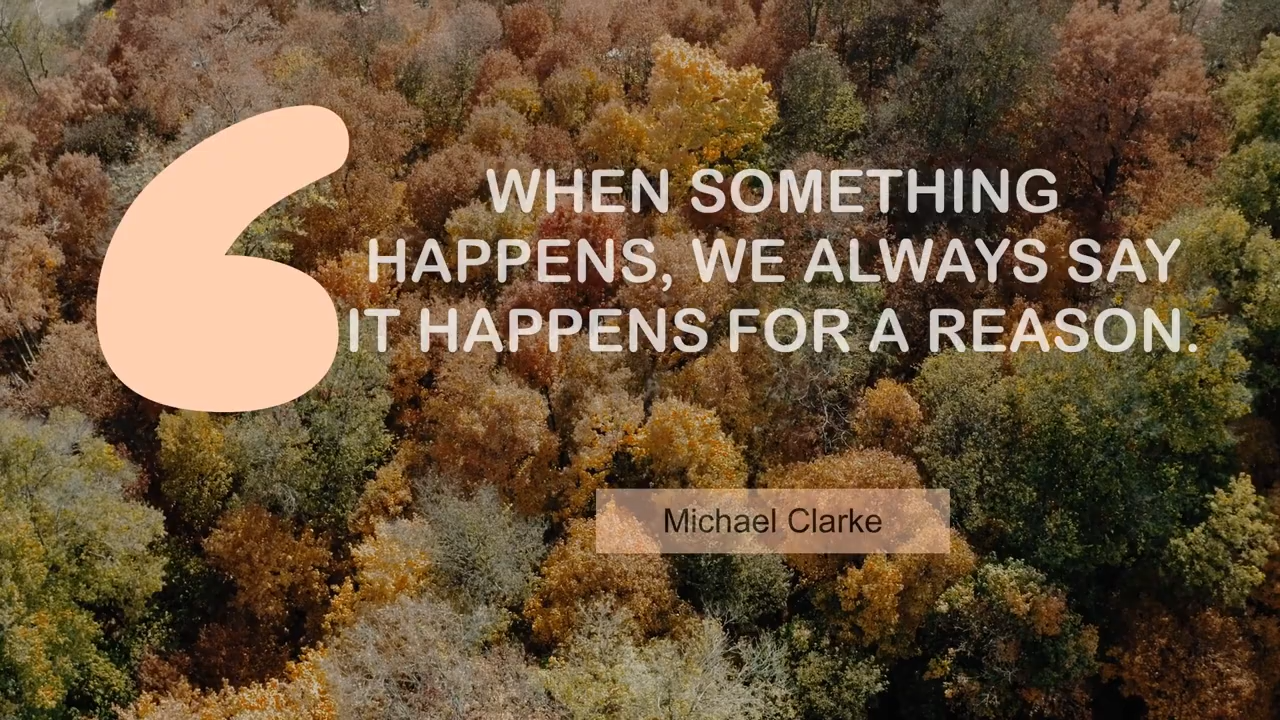 WHEN SOMETHING
HAPPENS, WE ALWAYS SAY
IT HAPPENS FOR A REASON.
Michael Clarke